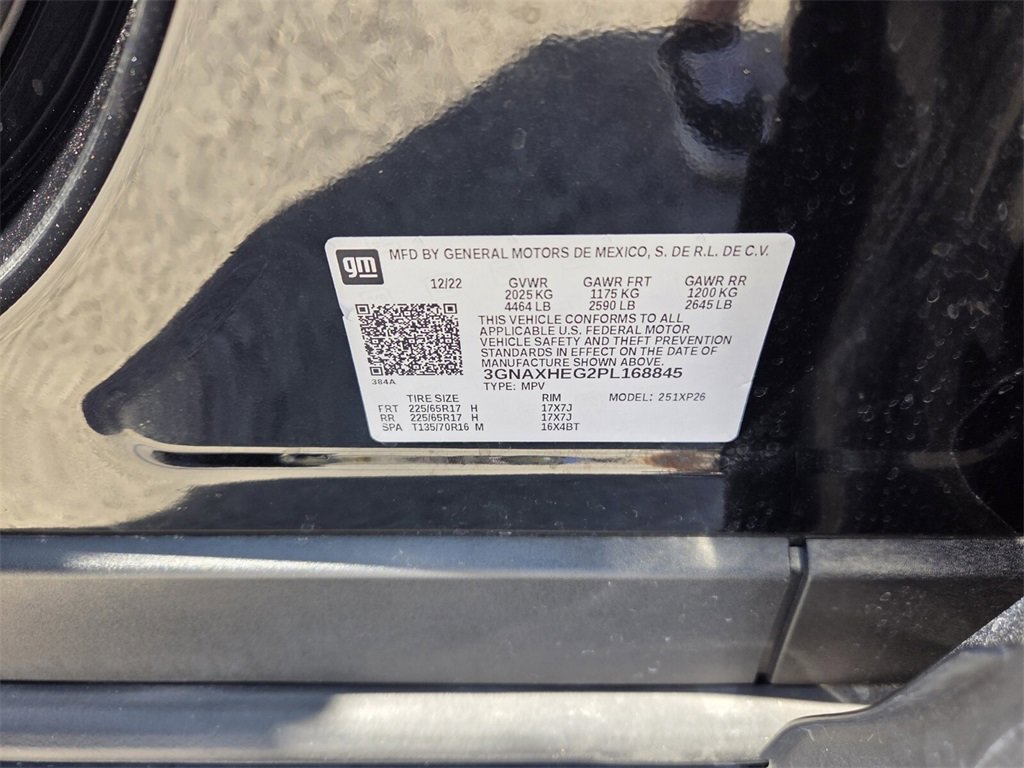 gm MFD BY GENERAL MOTORS DE MEXICO, S. DE R.L. DE C.V.
12/22 GVWR GAWR FRT GAWR RR
2025 KG 1175 KG 1200 KG
4464 LB 2590 LB 2645 LB
THIS VEHICLE CONFORMS TO ALL
APPLICABLE U.S. FEDERAL MOTOR
VEHICLE SAFETY AND THEFT PREVENTION
STANDARDS IN EFFECT ON THE DATE OF
MANUFACTURE SHOWN ABOVE.
3GNAXHEG2PL168845
384A TYPE: MPV
TIRE SIZE RIM MODEL: 251XP26
FRT 225/65R17 H 17X7J
RR 225/65R17 H 17X7J
SPA T135/70R16 M 16X4BT